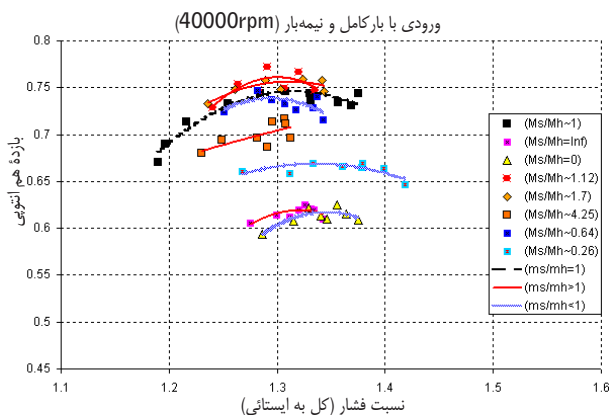 ورودی با بارکامل و نیمه‌بار (40000rpm)
0.8
0.75
0.7
0.65
0.6
0.55
0.5
0.45
بازدهٔ هم آنتوپی
1.1
1.2
1.3
1.4
1.5
1.6
نسبت فشار (کل به ایستائی)
(Ms/Mh~1)
(Ms/Mh=Inf)
(Ms/Mh=0)
(Ms/Mh~1.12)
(Ms/Mh~1.7)
(Ms/Mh~4.25)
(Ms/Mh~0.64)
(Ms/Mh~0.26)
(ms/mh=1)
(ms/mh>1)
(ms/mh<1)